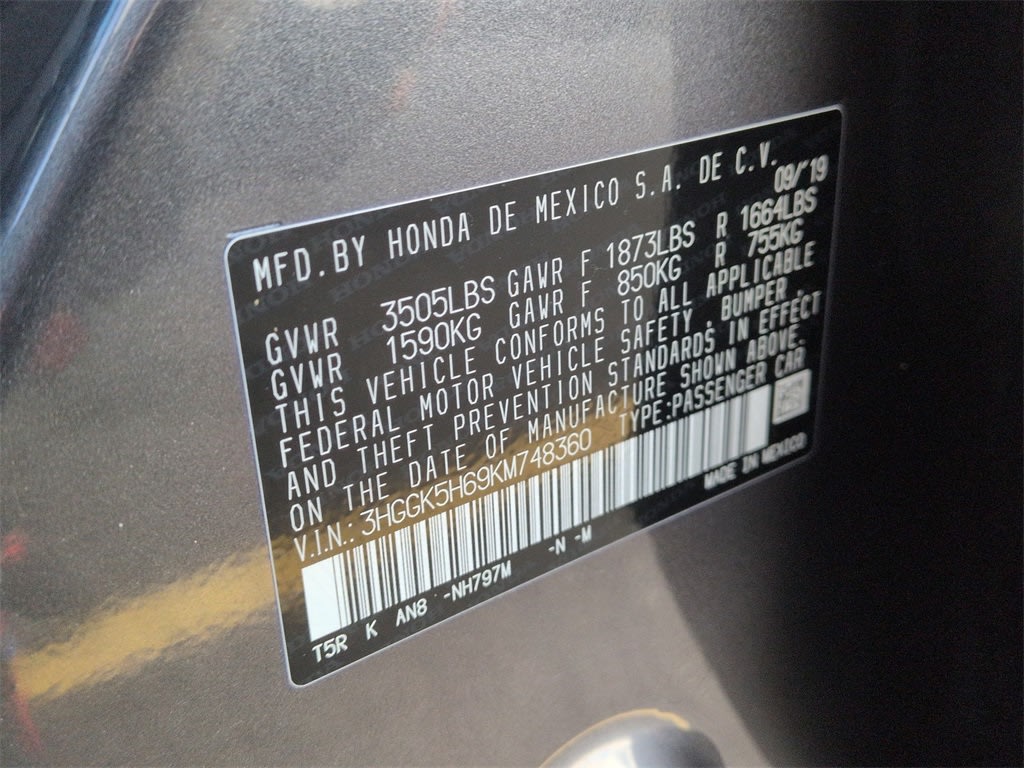 MFD. BY HONDA DE MEXICO S.A. DE C.V.
09/'19
GVWR 3505LBS GAWR F 1873LBS R 1664LBS
GVWR 1590KG GAWR F 850KG R 755KG
THIS VEHICLE CONFORMS TO ALL APPLICABLE
FEDERAL MOTOR VEHICLE SAFETY, BUMPER,
AND THEFT PREVENTION STANDARDS IN EFFECT
ON THE DATE OF MANUFACTURE SHOWN ABOVE.
V.I.N.: 3HGGK5H69KM748360 TYPE:PASSENGER CAR
MADE IN MEXICO
T5R K AN8 -NH797M -N -M